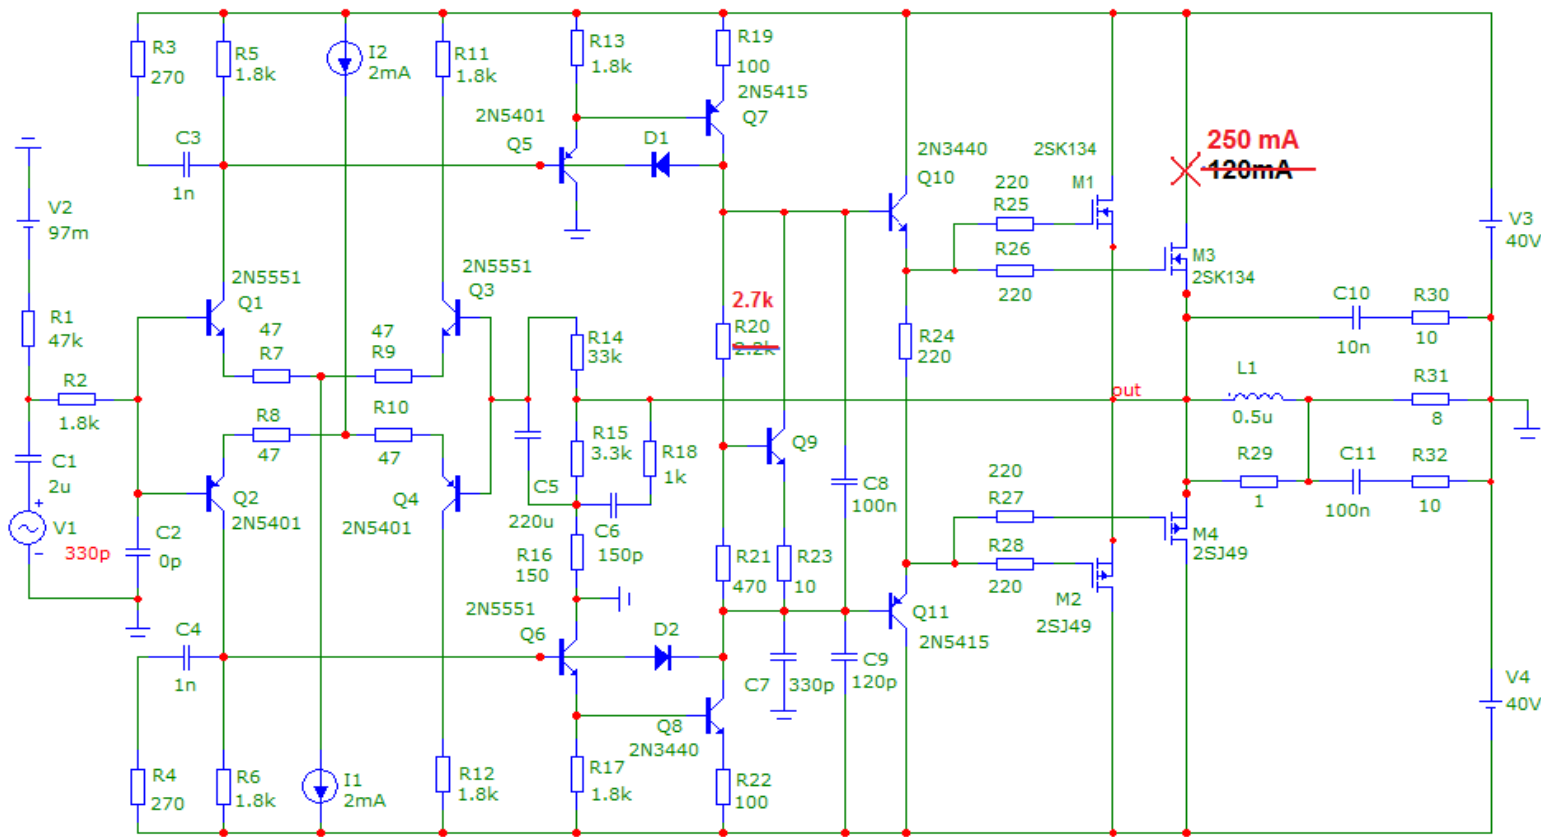 R3
270
R5
1.8k
I2
2mA
R11
1.8k
R13
1.8k
R19
100
2N5415
Q7
2N5401
Q5
D1
C3
1n
V2
97m
R1
47k
R2
1.8k
C1
2u
V1
330p
C2
0p
2N5551
Q1
47
R7
2N5551
Q3
47
R9
R8
47
R10
47
Q2
2N5401
Q4
2N5401
R14
33k
R15
3.3k
R18
1k
C5
220u
C6
150p
R16
150
2.7k
R20
2.2k
Q9
R21
470
R23
10
C8
100n
2N3440
Q10
220
R25
R26
220
R24
220
2SK134
M1
250 mA
120mA
M3
2SK134
V3
40V
C10
10n
R30
10
out
L1
0.5u
R31
8
R29
1
C11
100n
R32
10
220
R27
R28
220
M4
2SJ49
M2
2SJ49
Q11
2N5415
C4
1n
2N5551
Q6
D2
C7
330p
C9
120p
Q8
2N3440
V4
40V
R4
270
R6
1.8k
I1
2mA
R12
1.8k
R17
1.8k
R22
100